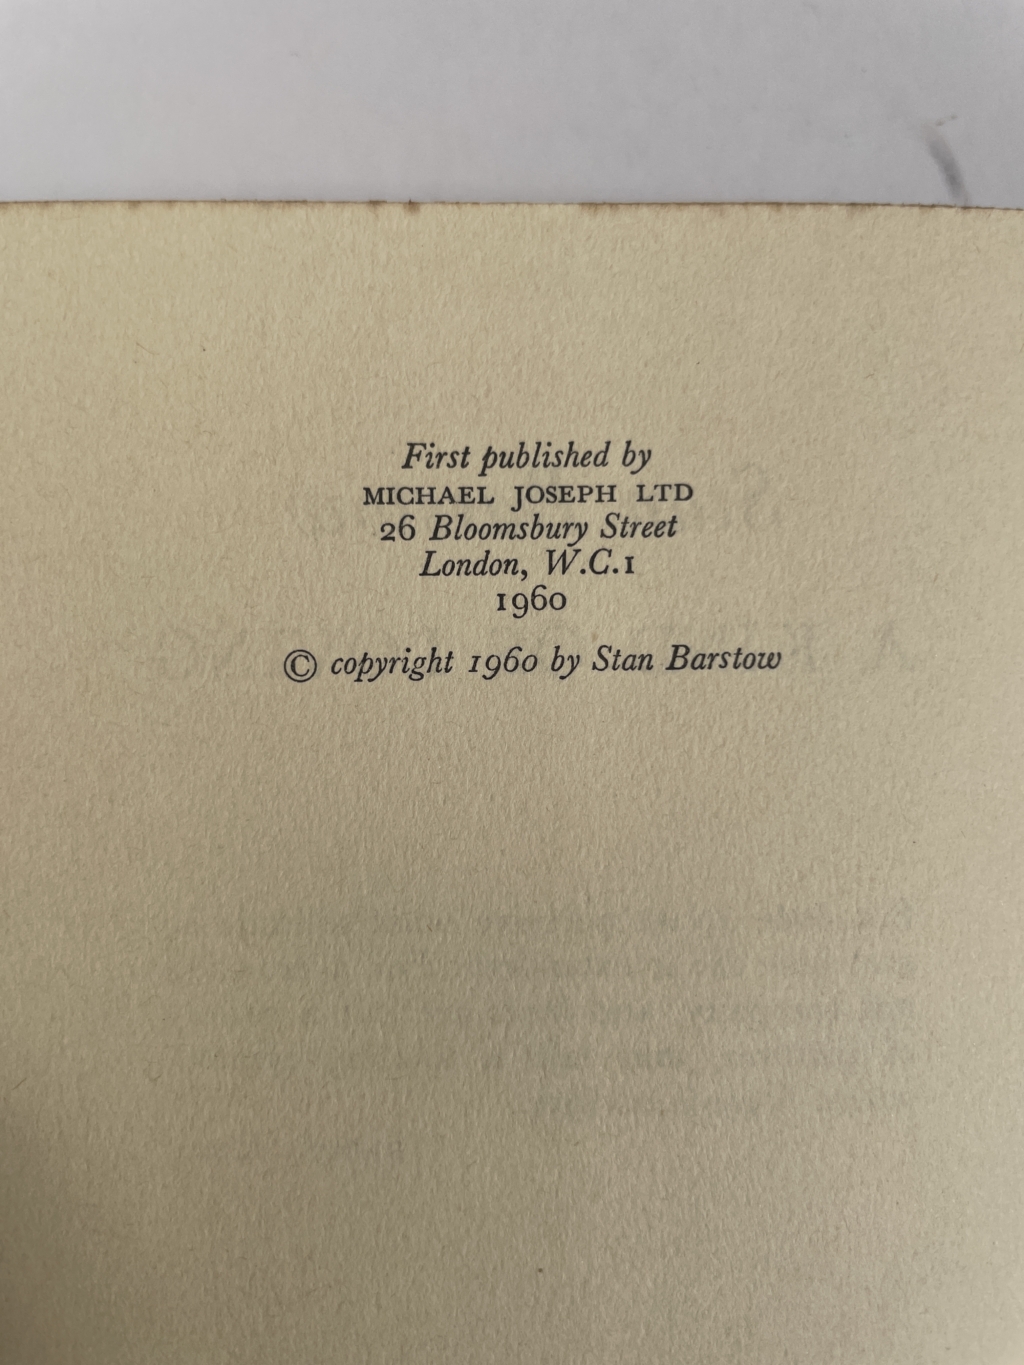 First published by
MICHAEL JOSEPH LTD
26 Bloomsbury Street
London, W.C.1
1960
© copyright 1960 by Stan Barstow